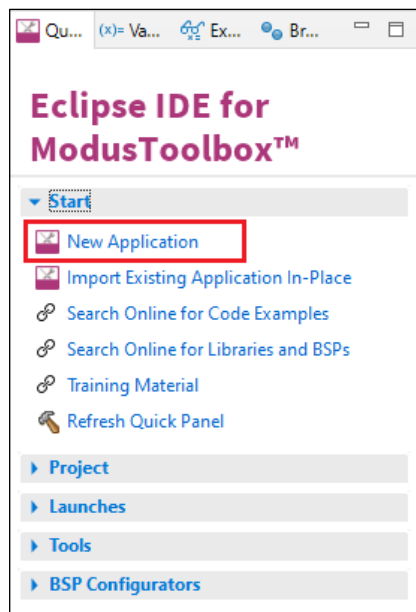 Qu...
(x)= Va...
Ex...
Br...
Eclipse IDE for
ModusToolbox™
Start
New Application
Import Existing Application In-Place
Search Online for Code Examples
Search Online for Libraries and BSPs
Training Material
Refresh Quick Panel
Project
Launches
Tools
BSP Configurators